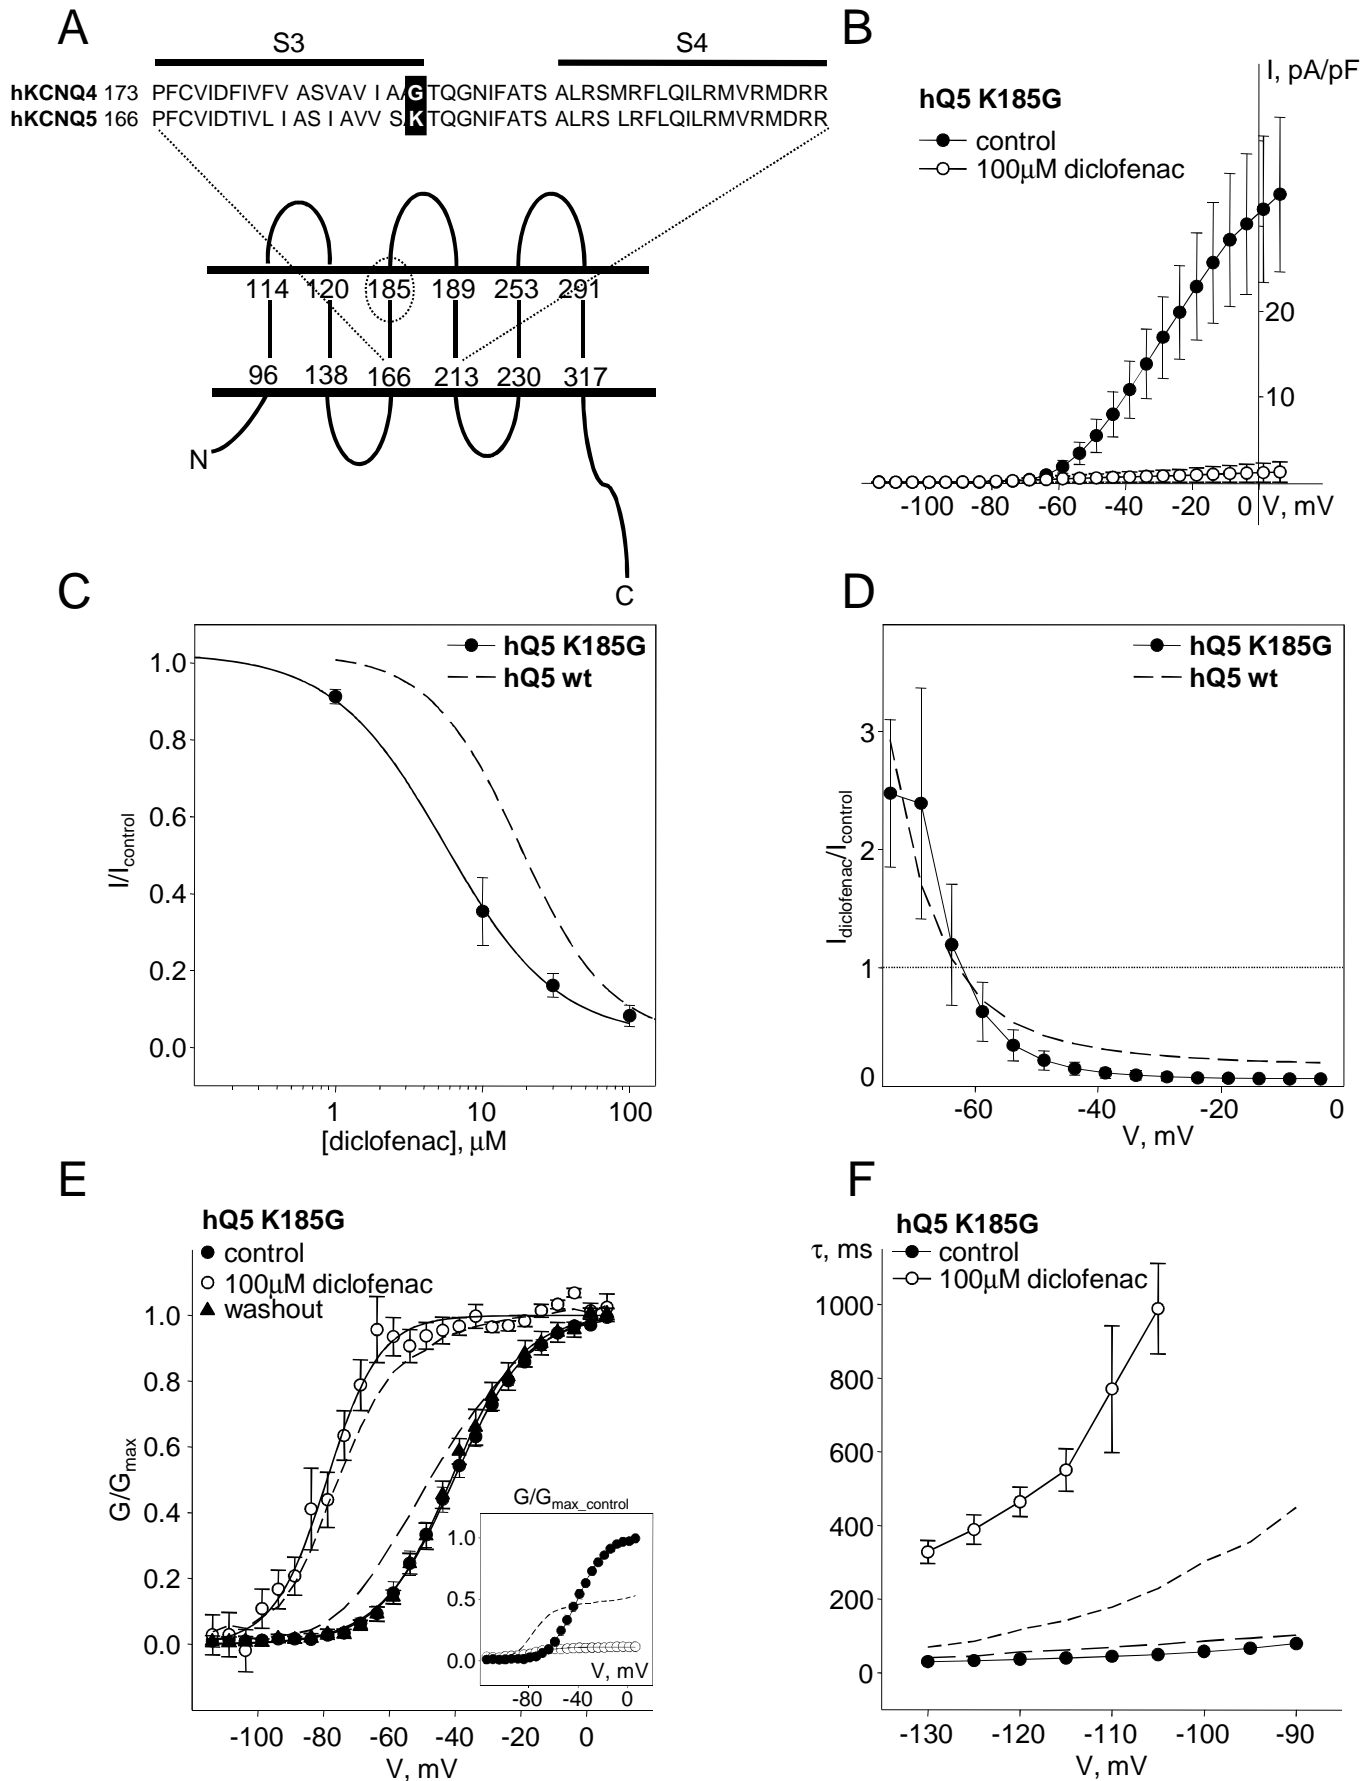 A
S3
S4
hKCNQ4 173 PFCVIDFIVFV ASVAV I AAGTQGNIFATS ALRSMRFLQILRMVRMDRR
hKCNQ5 166 PFCVIDTIVL I AS I AVV SAKTQGNIFATS ALRS LRFLQILRMVRMDRR
114 120 185 189 253 291
96 138 166 213 230 317
N
C
B
I, pA/pF
hQ5 K185G
control
100μM diclofenac
20
10
-100 -80 -60 -40 -20 0 V, mV
C
hQ5 K185G
hQ5 wt
1.0
0.8
0.6
0.4
0.2
0.0
I/Icontrol
1 10 100
[diclofenac], μM
D
hQ5 K185G
hQ5 wt
3
2
1
0
Idiclofenac/Icontrol
-60 -40 -20 0
V, mV
E
hQ5 K185G
control
100μM diclofenac
washout
1.0
0.8
0.6
0.4
0.2
0.0
G/Gmax
-100 -80 -60 -40 -20 0
V, mV
G/Gmax_control
1.0
0.5
0.0
V, mV
-80 -40 0
F
hQ5 K185G
τ, ms
control
100μM diclofenac
1000
800
600
400
200
0
-130 -120 -110 -100 -90
V, mV